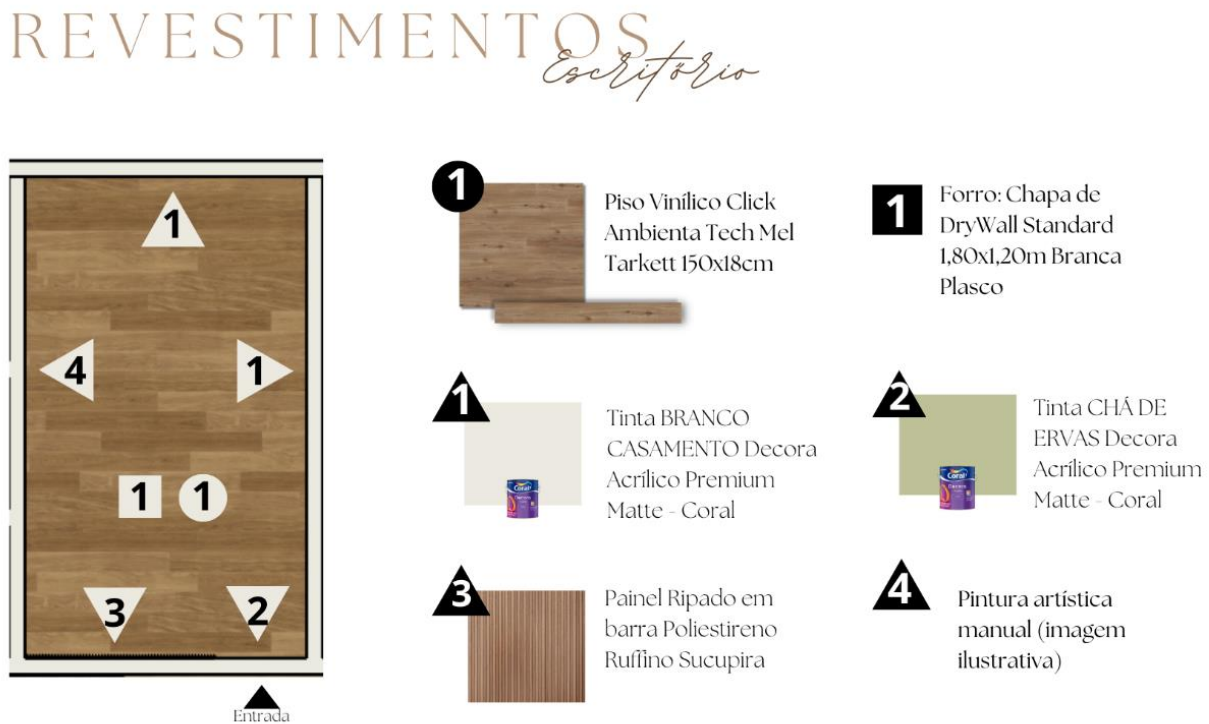 REVESTIMENTOS
Escritório
1
4
1
1
1
3
2
Entrada
1
Piso Vinílico Click
Ambienta Tech Mel
Tarkett 150x18cm
1
Forro: Chapa de
DryWall Standard
1,80x1,20m Branca
Plasco
1
Tinta BRANCO
CASAMENTO Decora
Acrílico Premium
Matte - Coral
Coral
2
Tinta CHÁ DE
ERVAS Decora
Acrílico Premium
Matte - Coral
Coral
3
Painel Ripado em
barra Poliestireno
Ruffino Sucupira
4
Pintura artística
manual (imagem
ilustrativa)